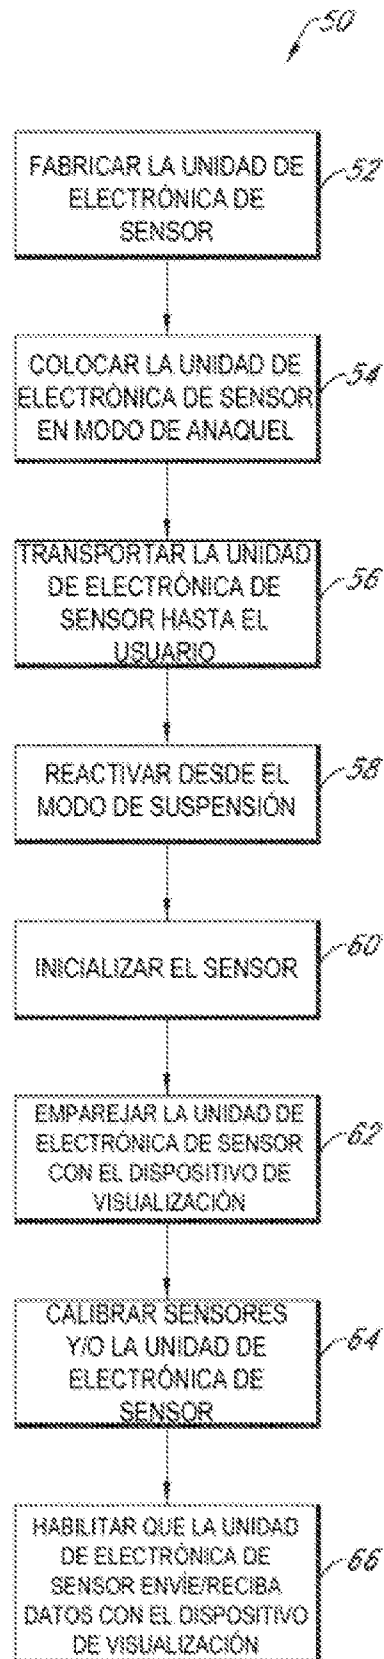 50
FABRICAR LA UNIDAD DE
ELECTRÓNICA DE
SENSOR
52
COLOCAR LA UNIDAD DE
ELECTRÓNICA DE SENSOR
EN MODO DE ANAQUEL
54
TRANSPORTAR LA UNIDAD
DE ELECTRÓNICA DE
SENSOR HASTA EL
USUARIO
56
REACTIVAR DESDE EL
MODO DE SUSPENSIÓN
58
INICIALIZAR EL SENSOR
60
EMPAREJAR LA UNIDAD DE
ELECTRÓNICA DE SENSOR
CON EL DISPOSITIVO DE
VISUALIZACIÓN
62
CALIBRAR SENSORES
Y/O LA UNIDAD DE
ELECTRÓNICA DE
SENSOR
64
HABILITAR QUE LA UNIDAD
DE ELECTRÓNICA DE
SENSOR ENVÍE/RECIBA
DATOS CON EL DISPOSITIVO
DE VISUALIZACIÓN
66